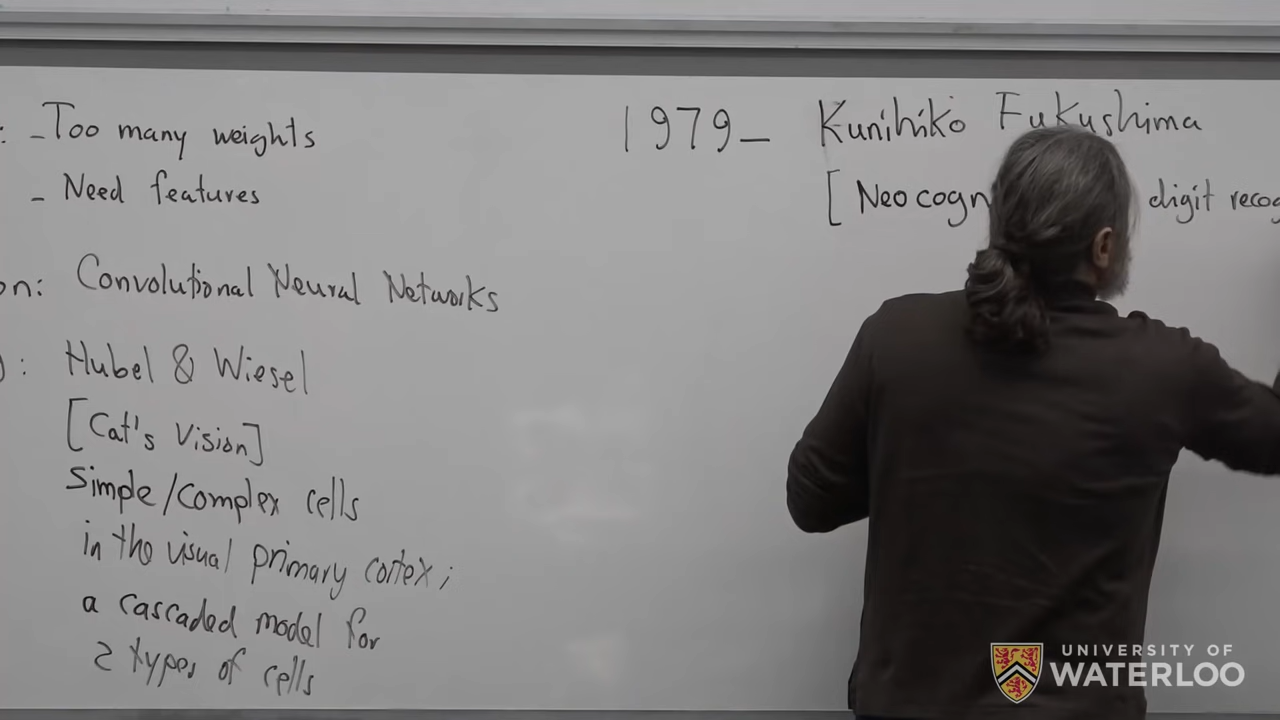 : - Too many weights
- Need features
on: Convolutional Neural Networks
: Hubel & Wiesel
[Cat's Vision]
Simple/Complex cells
in the visual primary cortex;
a cascaded model for
2 types of cells
1979 - Kunihiko Fukushima
[Neocogn digit recog
UNIVERSITY OF
WATERLOO